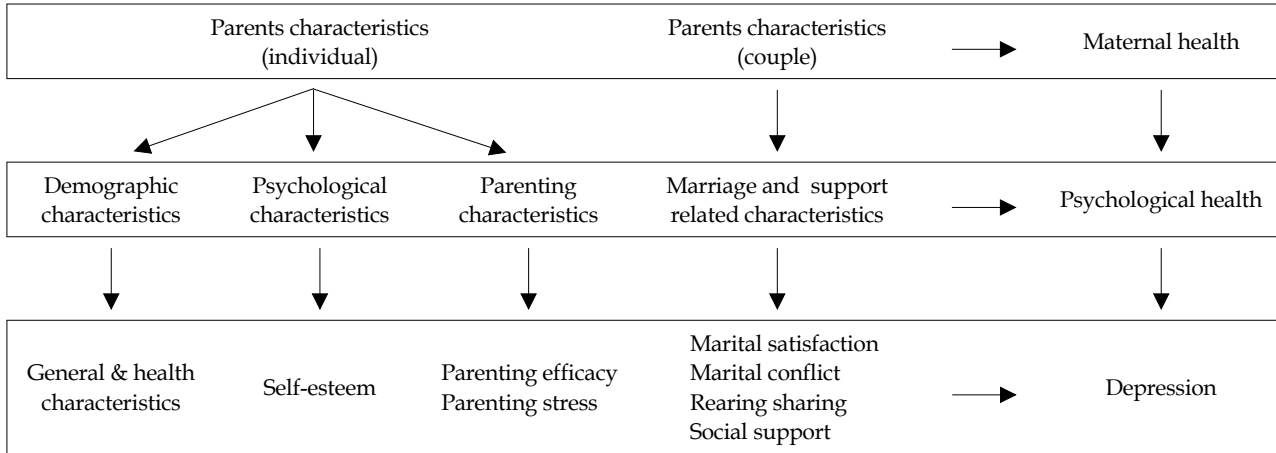 Parents characteristics
(individual)
Parents characteristics
(couple)
Maternal health
Demographic
characteristics
Psychological
characteristics
Parenting
characteristics
Marriage and support
related characteristics
Psychological health
General & health
characteristics
Self-esteem
Parenting efficacy
Parenting stress
Marital satisfaction
Marital conflict
Rearing sharing
Social support
Depression